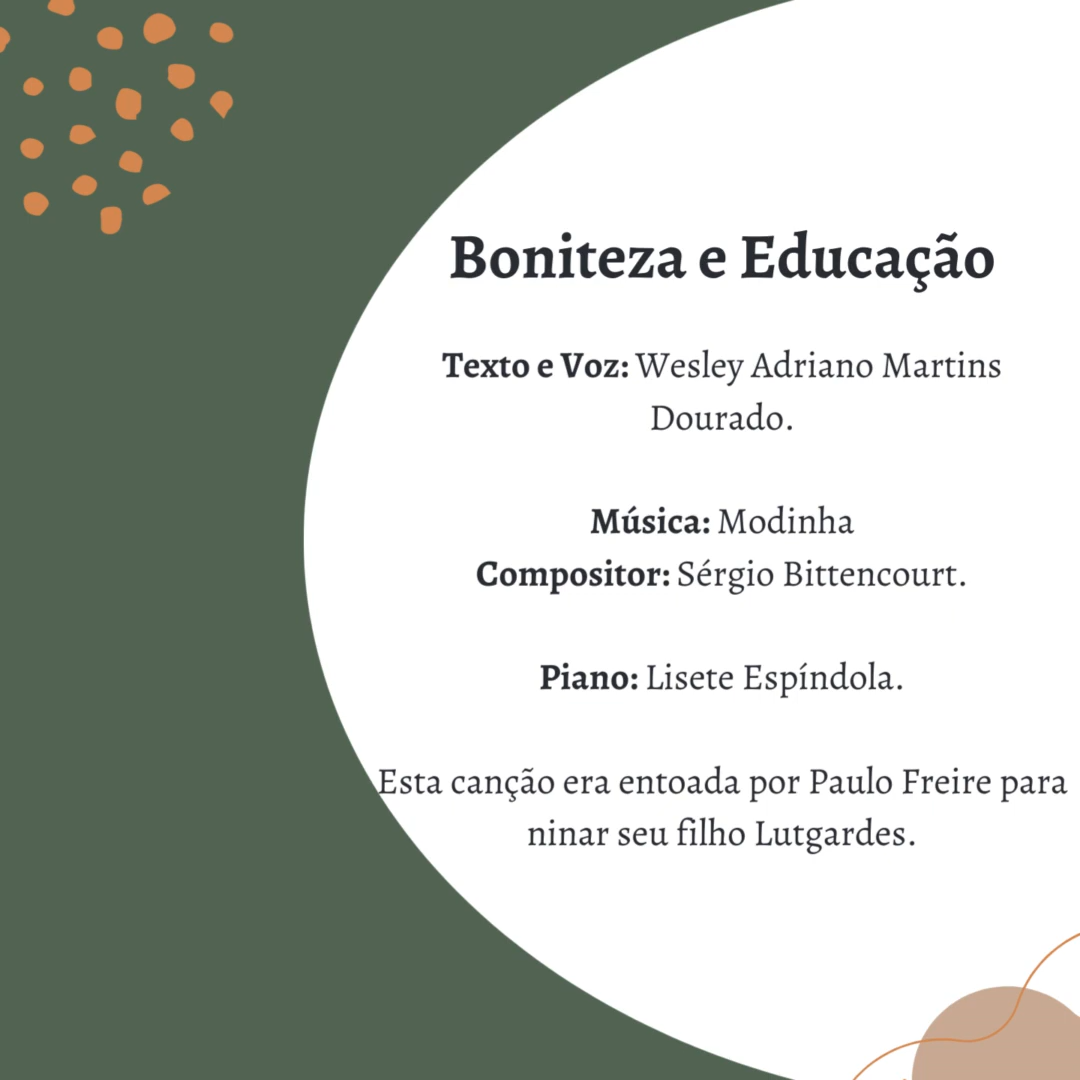 Boniteza e Educação
Texto e Voz: Wesley Adriano Martins
Dourado.
Música: Modinha
Compositor: Sérgio Bittencourt.
Piano: Lisete Espíndola.
Esta canção era entoada por Paulo Freire para
ninar seu filho Lutgardes.